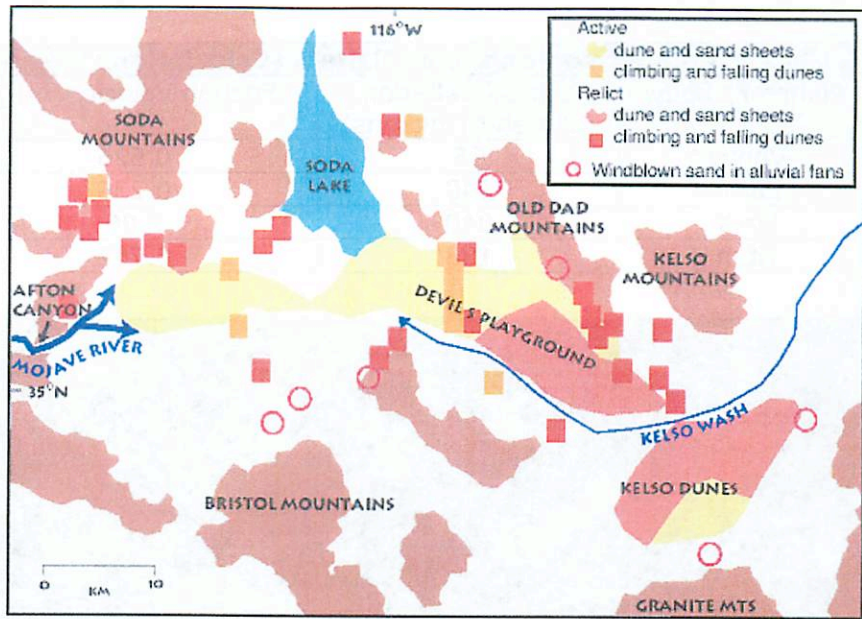 116°W
Active
dune and sand sheets
climbing and falling dunes
Relict
dune and sand sheets
climbing and falling dunes
Windblown sand in alluvial fans
SODA
MOUNTAINS
SODA
LAKE
OLD DAD
MOUNTAINS
KELSO
MOUNTAINS
AFTON
CANYON
DEVIL'S PLAYGROUND
MOJAVE RIVER
35°N
KELSO WASH
KELSO DUNES
BRISTOL MOUNTAINS
0 10
KM
GRANITE MTS